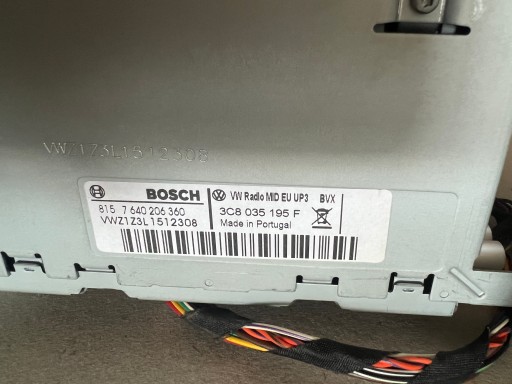 VWZ1Z3L1512308
BOSCH
VW Radio MID EU UP3 BVX
815 7 640 206 360
3C8 035 195 F
VWZ1Z3L1512308
Made in Portugal